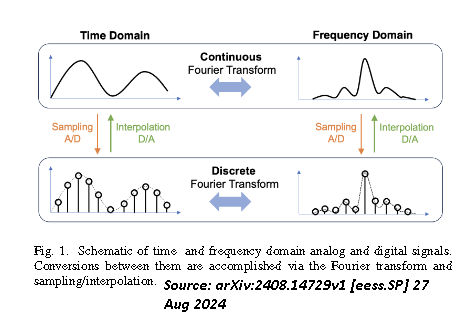 Time Domain
Frequency Domain
Continuous
Fourier Transform
Sampling
A/D
Interpolation
D/A
Sampling
A/D
Interpolation
D/A
Discrete
Fourier Transform
Fig. 1. Schematic of time and frequency domain analog and digital signals.
Conversions between them are accomplished via the Fourier transform and
sampling/interpolation. Source: arXiv:2408.14729v1 [eess.SP] 27
Aug 2024